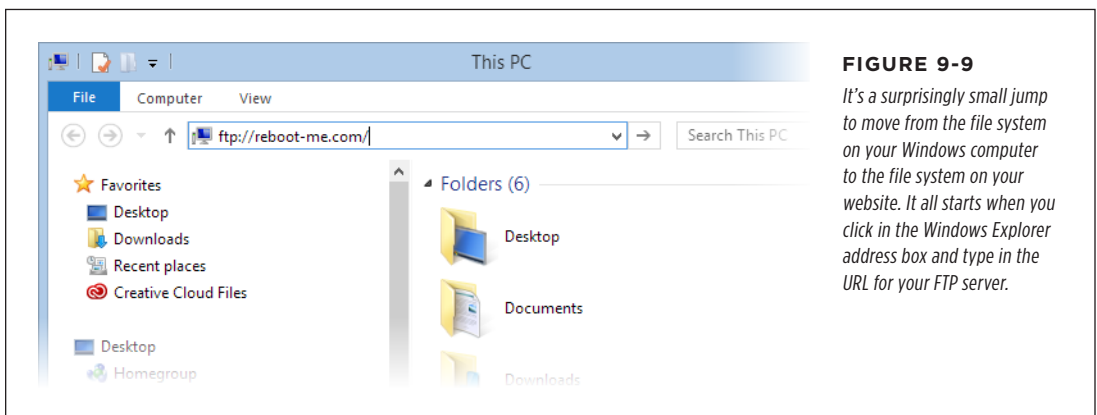 This PC
File Computer View
ftp://reboot-me.com/
Search This PC
Favorites
Desktop
Downloads
Recent places
Creative Cloud Files
Desktop
Homegroup
Folders (6)
Desktop
Documents
Downloads
FIGURE 9-9
It's a surprisingly small jump
to move from the file system
on your Windows computer
to the file system on your
website. It all starts when you
click in the Windows Explorer
address box and type in the
URL for your FTP server.